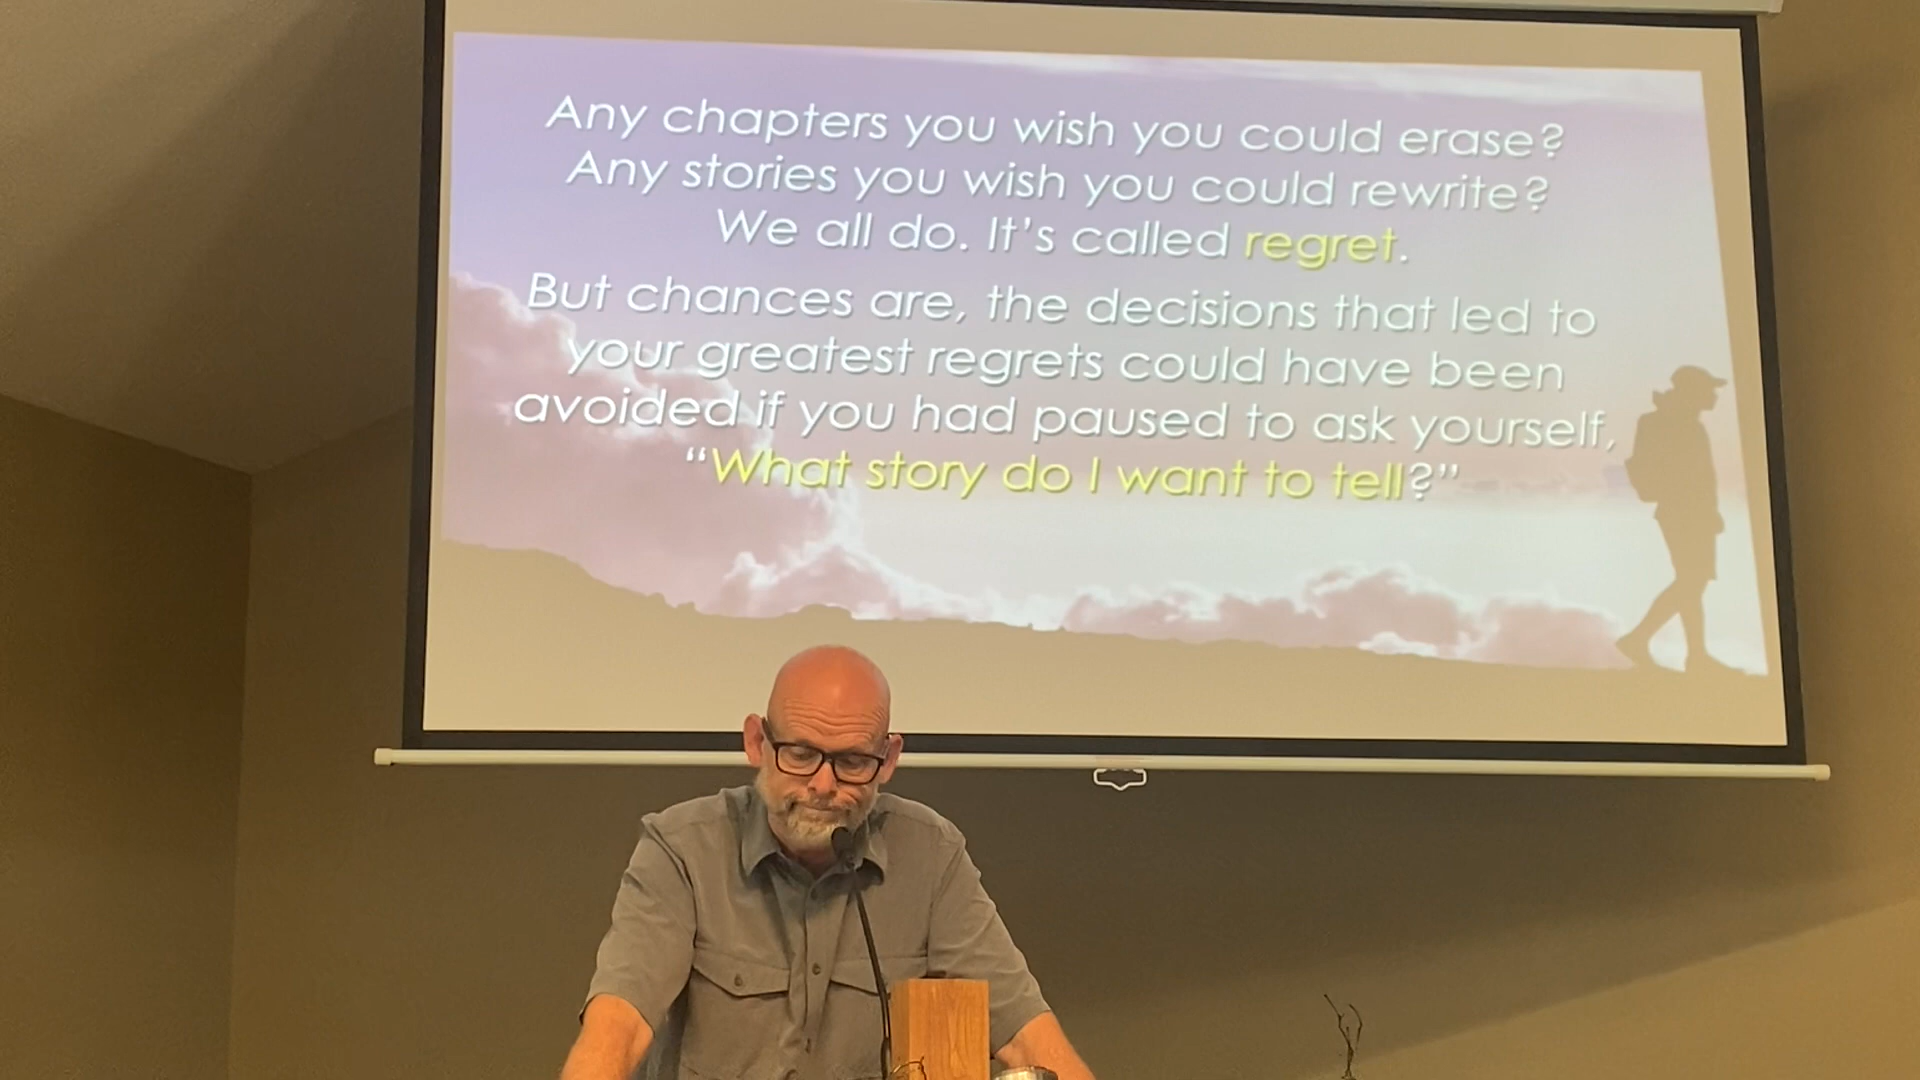 Any chapters you wish you could erase?
Any stories you wish you could rewrite?
We all do. It's called regret.
But chances are, the decisions that led to
your greatest regrets could have been
avoided if you had paused to ask yourself,
“What story do I want to tell?”